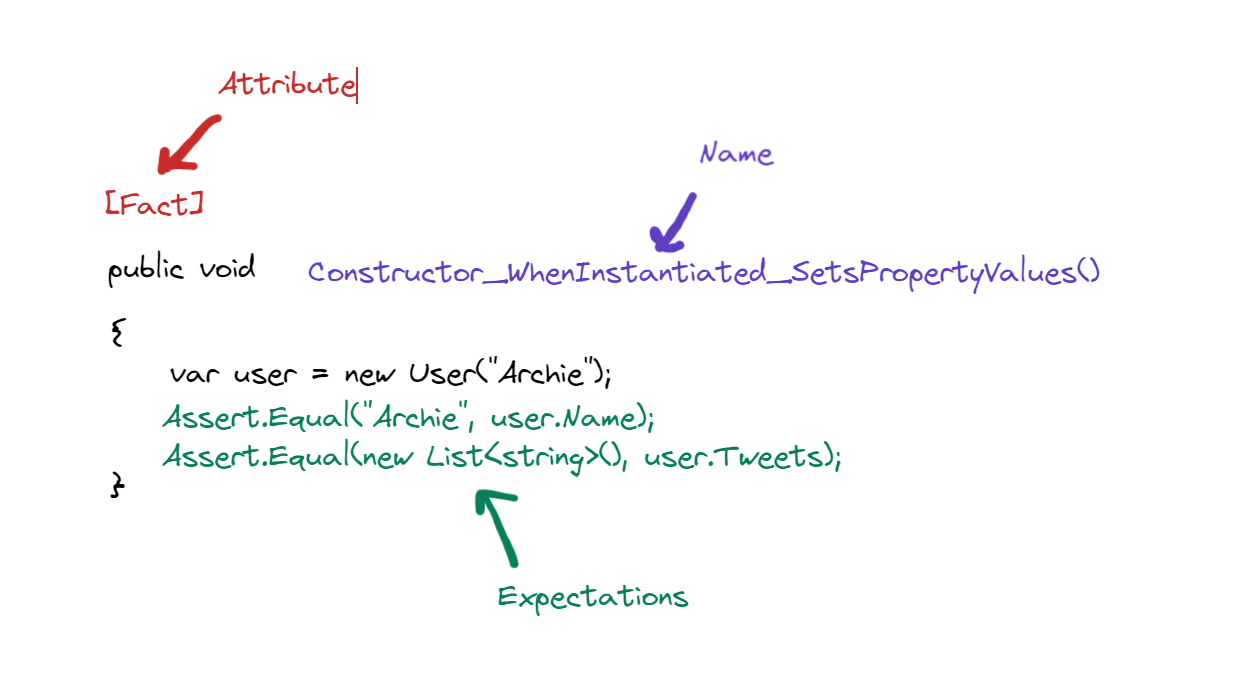 Attribute
Name
[Fact]
public void Constructor_WhenInstantiated_SetsPropertyValues()
{
var user = new User("Archie");
Assert.Equal("Archie", user.Name);
Assert.Equal(new List<string>(), user.Tweets);
}
Expectations